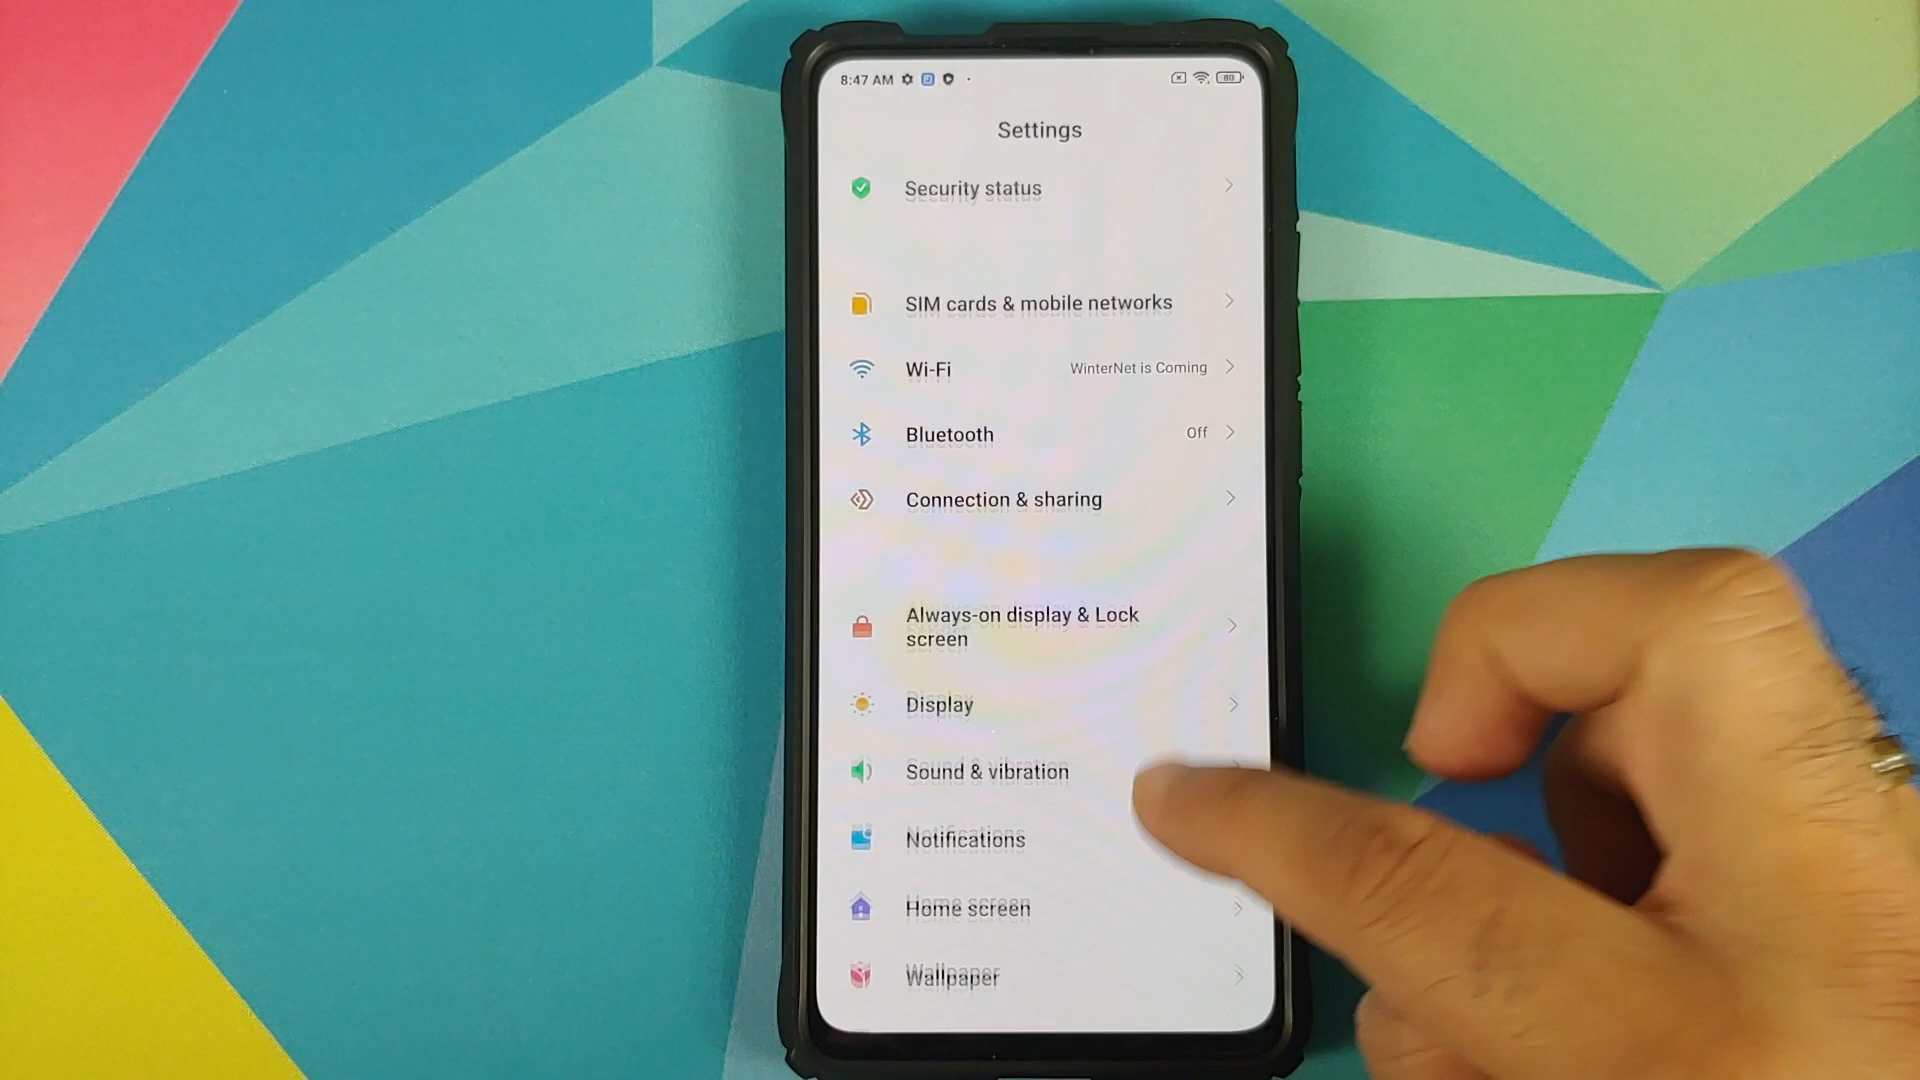 8:47 AM
80
Settings
Security status
SIM cards & mobile networks
Wi-Fi WinterNet is Coming
Bluetooth Off
Connection & sharing
Always-on display & Lock
screen
Display
Sound & vibration
Notifications
Home screen
Wallpaper